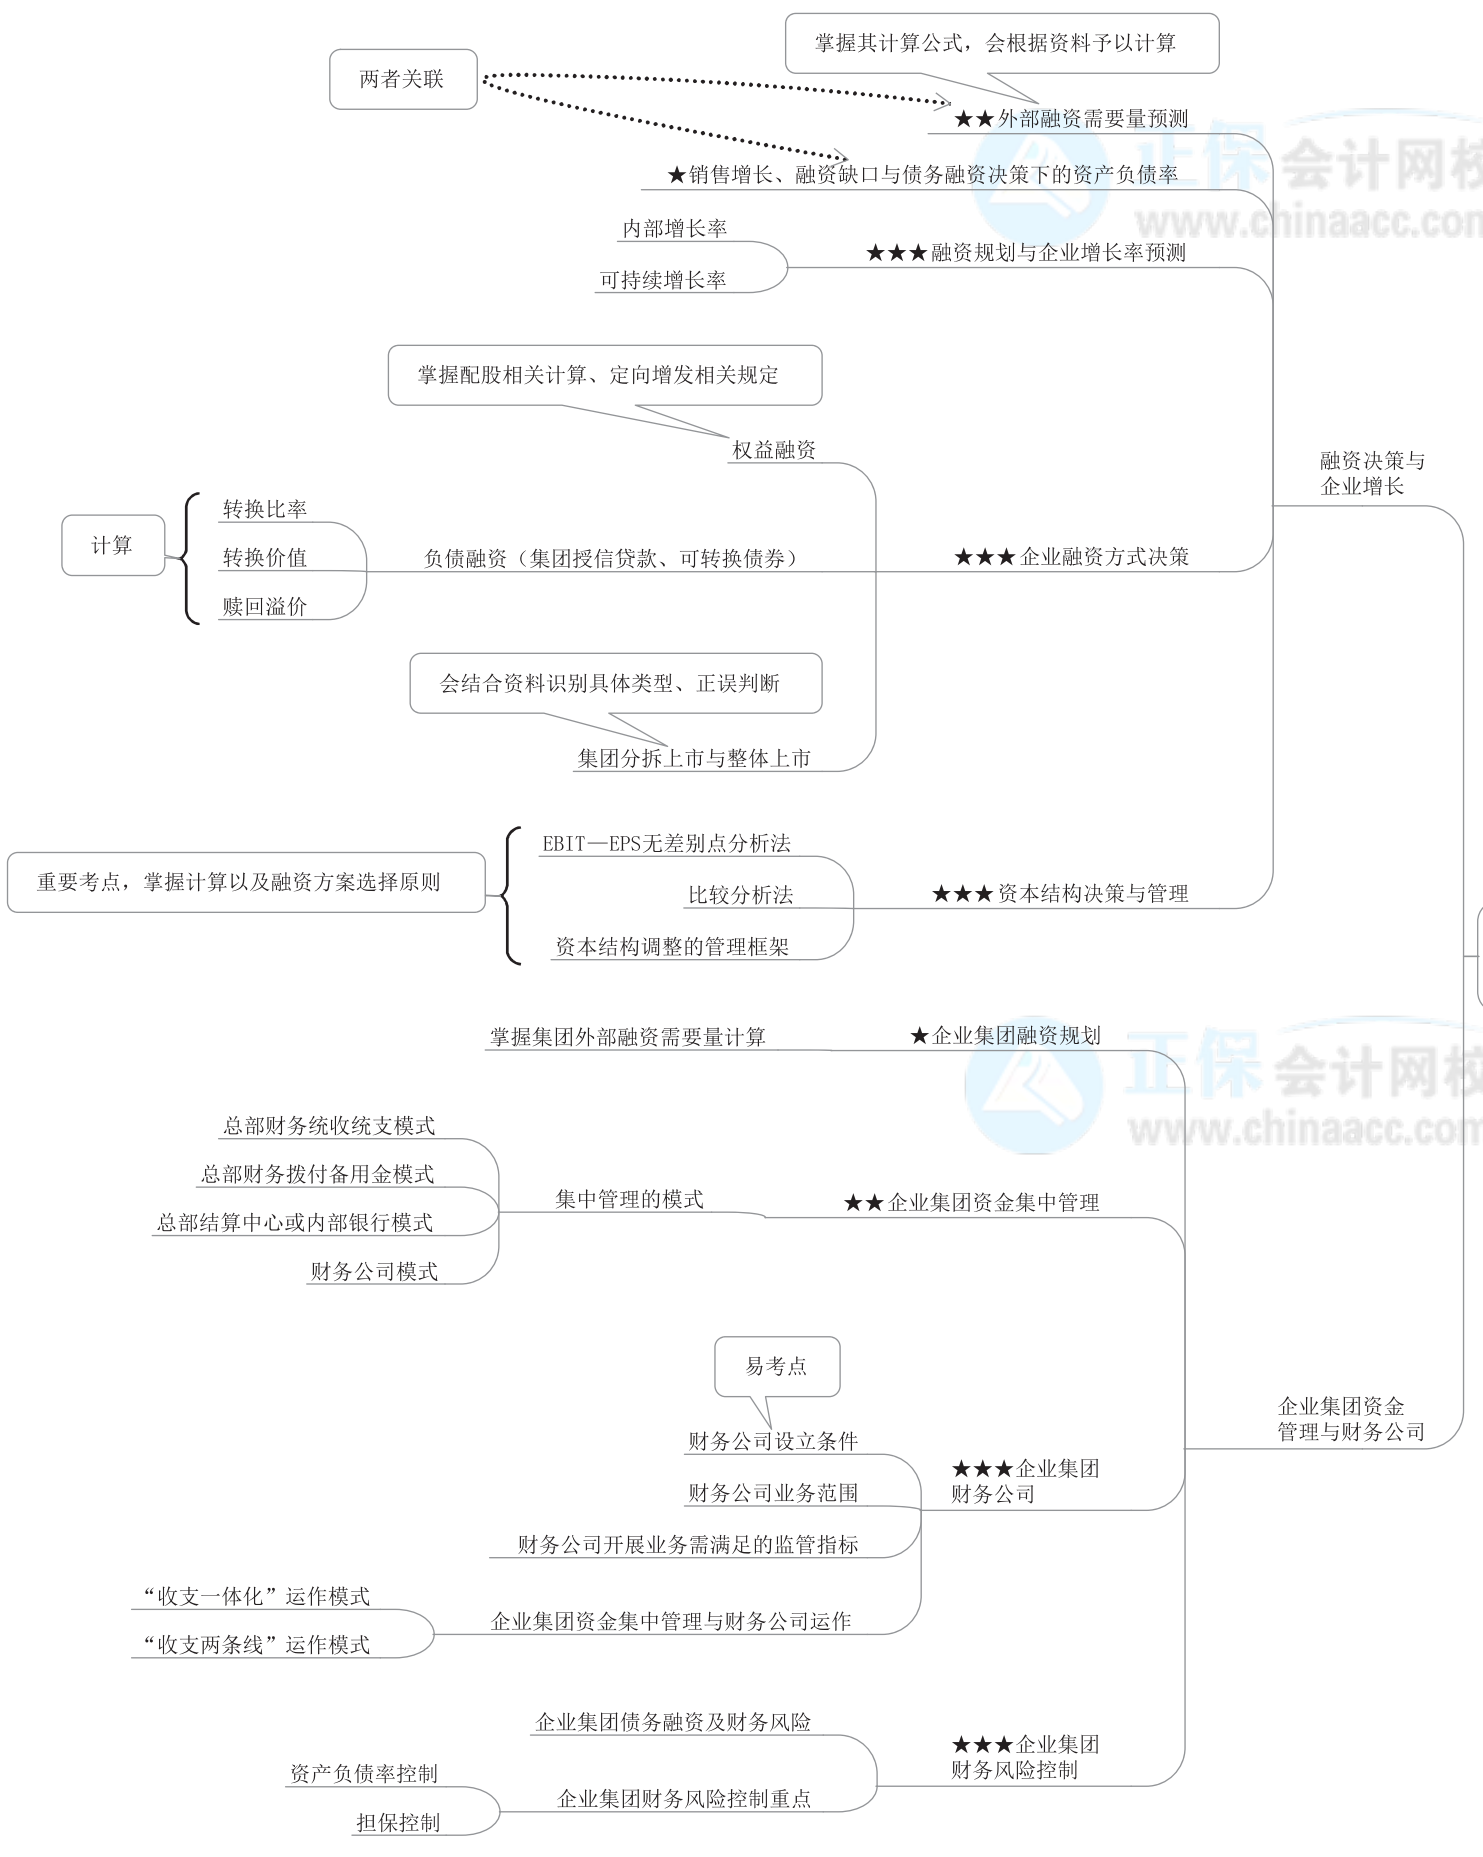 掌握其计算公式，会根据资料予以计算
两者关联
★★外部融资需要量预测
★销售增长、融资缺口与债务融资决策下的资产负债率
内部增长率
★★★融资规划与企业增长率预测
可持续增长率
掌握配股相关计算、定向增发相关规定
权益融资
融资决策与
企业增长
转换比率
计算
转换价值
负债融资（集团授信贷款、可转换债券）
★★★企业融资方式决策
赎回溢价
会结合资料识别具体类型、正误判断
集团分拆上市与整体上市
EBIT—EPS无差别点分析法
重要考点，掌握计算以及融资方案选择原则
比较分析法
★★★资本结构决策与管理
资本结构调整的管理框架
掌握集团外部融资需要量计算
★企业集团融资规划
总部财务统收统支模式
总部财务拨付备用金模式
集中管理的模式
★★企业集团资金集中管理
总部结算中心或内部银行模式
财务公司模式
易考点
企业集团资金
管理与财务公司
财务公司设立条件
★★★企业集团
财务公司
财务公司业务范围
财务公司开展业务需满足的监管指标
“收支一体化”运作模式
企业集团资金集中管理与财务公司运作
“收支两条线”运作模式
企业集团债务融资及财务风险
★★★企业集团
财务风险控制
资产负债率控制
企业集团财务风险控制重点
担保控制
正保会计网校
www.chinaacc.com
正保会计网校
www.chinaacc.com